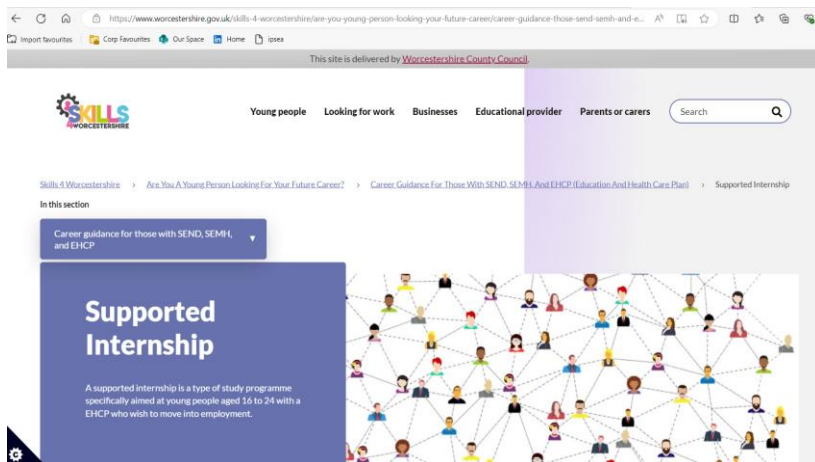 https://www.worcestershire.gov.uk/skills-4-worcestershire/are-you-young-person-looking-your-future-career/career-guidance-those-send-semh-and-e...
Import favourites Corp Favourites Our Space Home ipsea
This site is delivered by Worcestershire County Council.
SKILLS
4WORCESTERSHIRE
Young people Looking for work Businesses Educational provider Parents or carers Search
Skills 4 Worcestershire › Are You A Young Person Looking For Your Future Career? › Career Guidance For Those With SEND, SEMH, And EHCP (Education And Health Care Plan) › Supported Internship
In this section
Career guidance for those with SEND, SEMH,
and EHCP
Supported
Internship
A supported internship is a type of study programme
specifically aimed at young people aged 16 to 24 with a
EHCP who wish to move into employment.